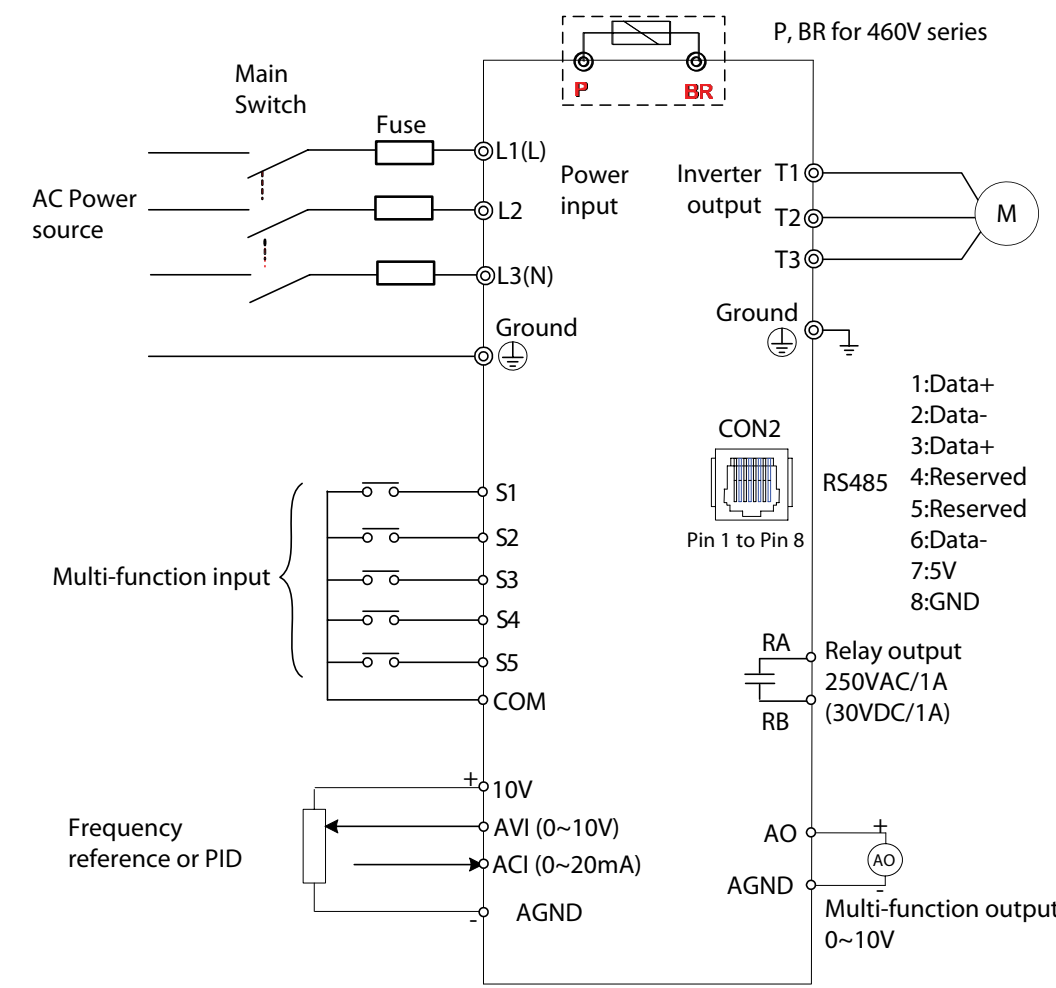 P, BR for 460V series
P
BR
Main
Switch
Fuse
AC Power
source
L1(L)
L2
L3(N)
Power
input
Inverter
output
T1
T2
T3
M
Ground
Ground
CON2
Pin 1 to Pin 8
RS485
1:Data+
2:Data-
3:Data+
4:Reserved
5:Reserved
6:Data-
7:5V
8:GND
Multi-function input
S1
S2
S3
S4
S5
COM
RA
RB
Relay output
250VAC/1A
(30VDC/1A)
Frequency
reference or PID
+
10V
AVI (0~10V)
ACI (0~20mA)
-
AGND
AO
+
AO
AGND
-
Multi-function output
0~10V